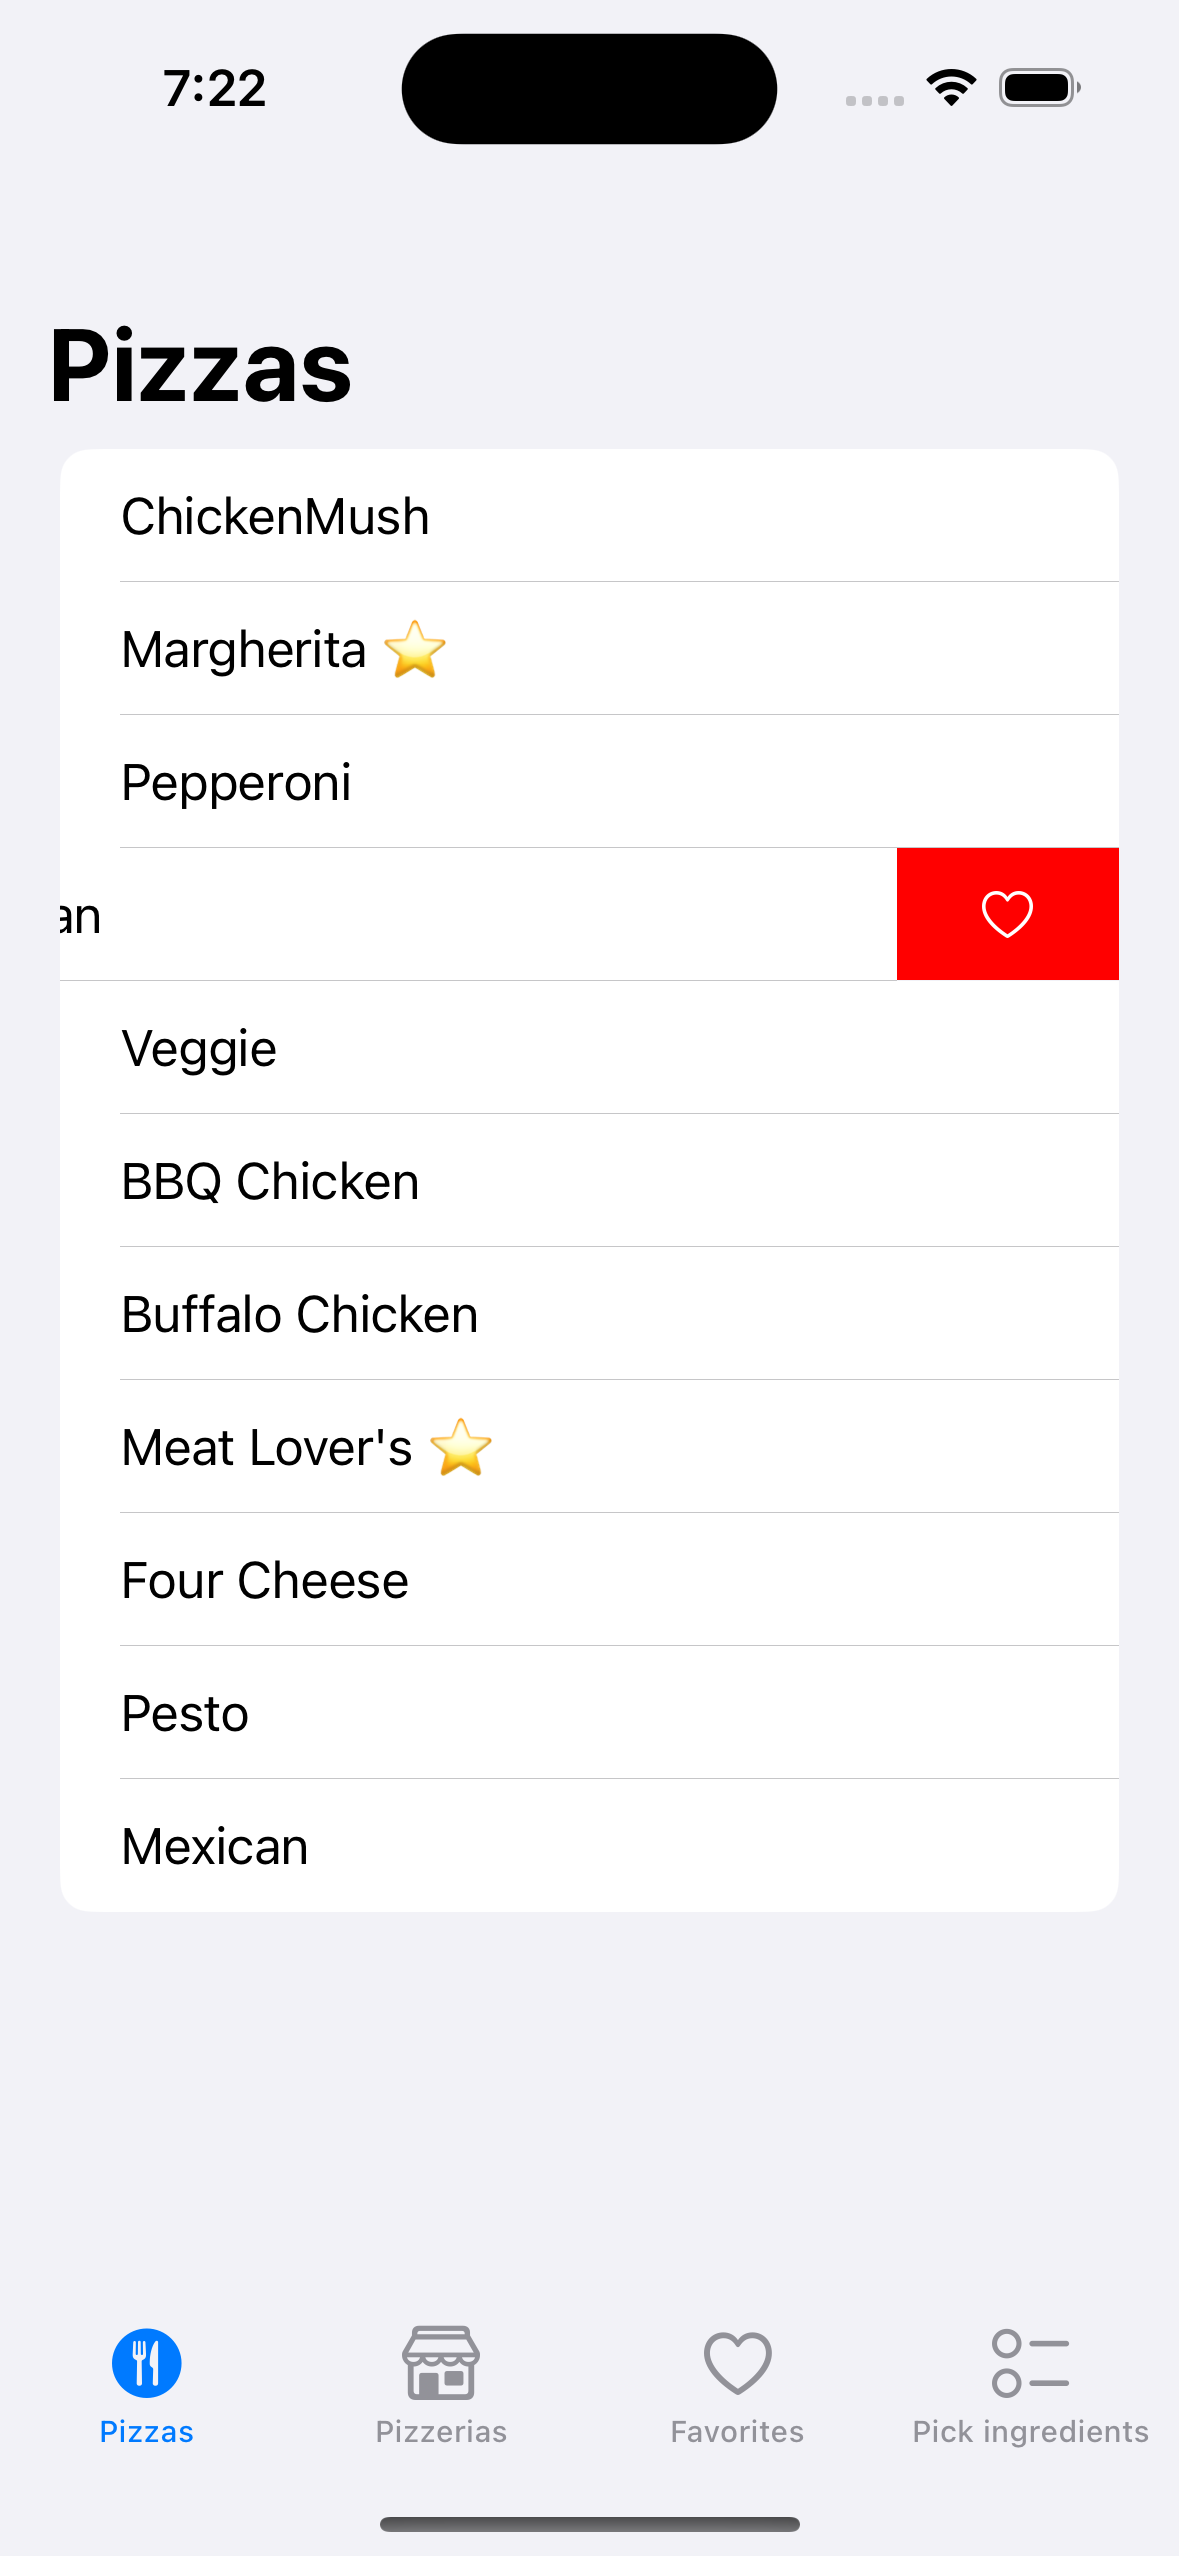 7:22
Pizzas
ChickenMush
Margherita ⭐
Pepperoni
an
Veggie
BBQ Chicken
Buffalo Chicken
Meat Lover's ⭐
Four Cheese
Pesto
Mexican
Pizzas Pizzerias Favorites Pick ingredients